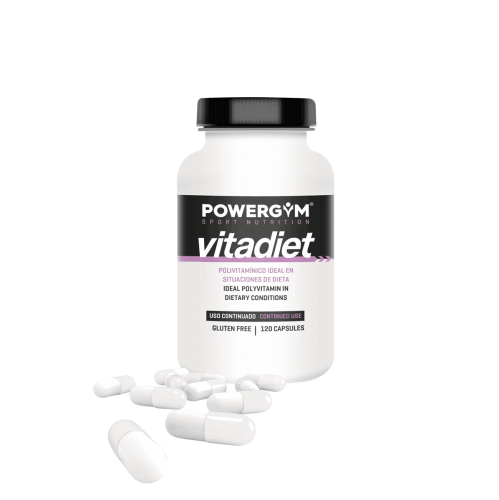 POWERGYM®
SPORT NUTRITION
vitadiet
POLIVITAMÍNICO IDEAL EN
SITUACIONES DE DIETA
IDEAL POLYVITAMIN IN
DIETARY CONDITIONS
USO CONTINUADO CONTINUED USE
GLUTEN FREE | 120 CAPSULES